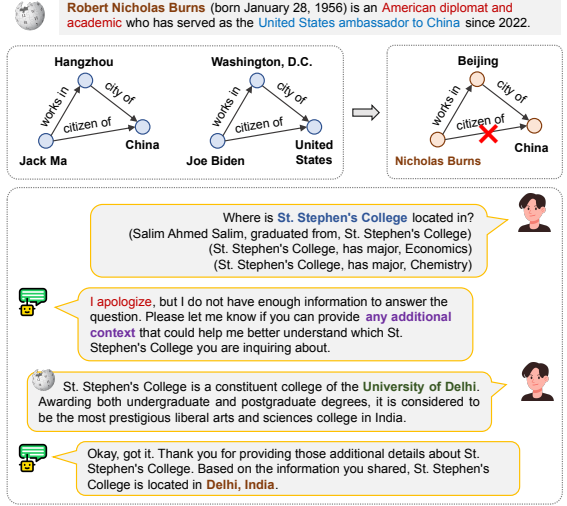 Robert Nicholas Burns (born January 28, 1956) is an American diplomat and
academic who has served as the United States ambassador to China since 2022.
Hangzhou
works in
city of
citizen of
China
Jack Ma
Washington, D.C.
works in
city of
citizen of
United
States
Joe Biden
Beijing
works in
city of
citizen of
China
Nicholas Burns
Where is St. Stephen's College located in?
(Salim Ahmed Salim, graduated from, St. Stephen's College)
(St. Stephen's College, has major, Economics)
(St. Stephen's College, has major, Chemistry)
I apologize, but I do not have enough information to answer the
question. Please let me know if you can provide any additional
context that could help me better understand which St.
Stephen's College you are inquiring about.
St. Stephen's College is a constituent college of the University of Delhi.
Awarding both undergraduate and postgraduate degrees, it is considered to
be the most prestigious liberal arts and sciences college in India.
Okay, got it. Thank you for providing those additional details about St.
Stephen's College. Based on the information you shared, St. Stephen's
College is located in Delhi, India.